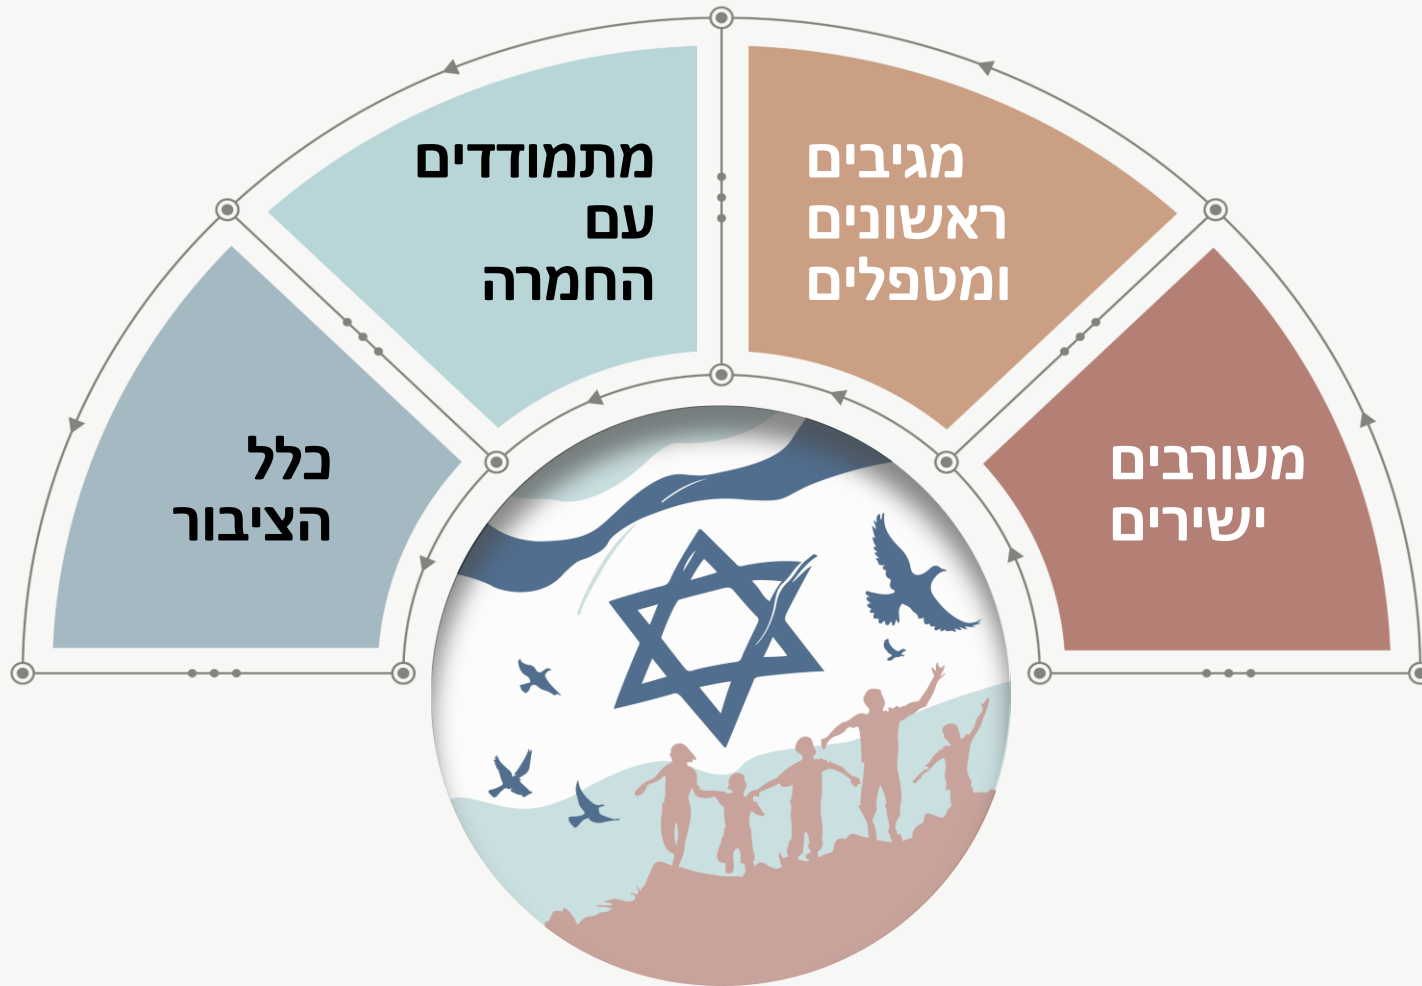 מעורבים
ישירים
מגיבים
ראשונים
ומטפלים
מתמודדים
עם
החמרה
כלל
הציבור